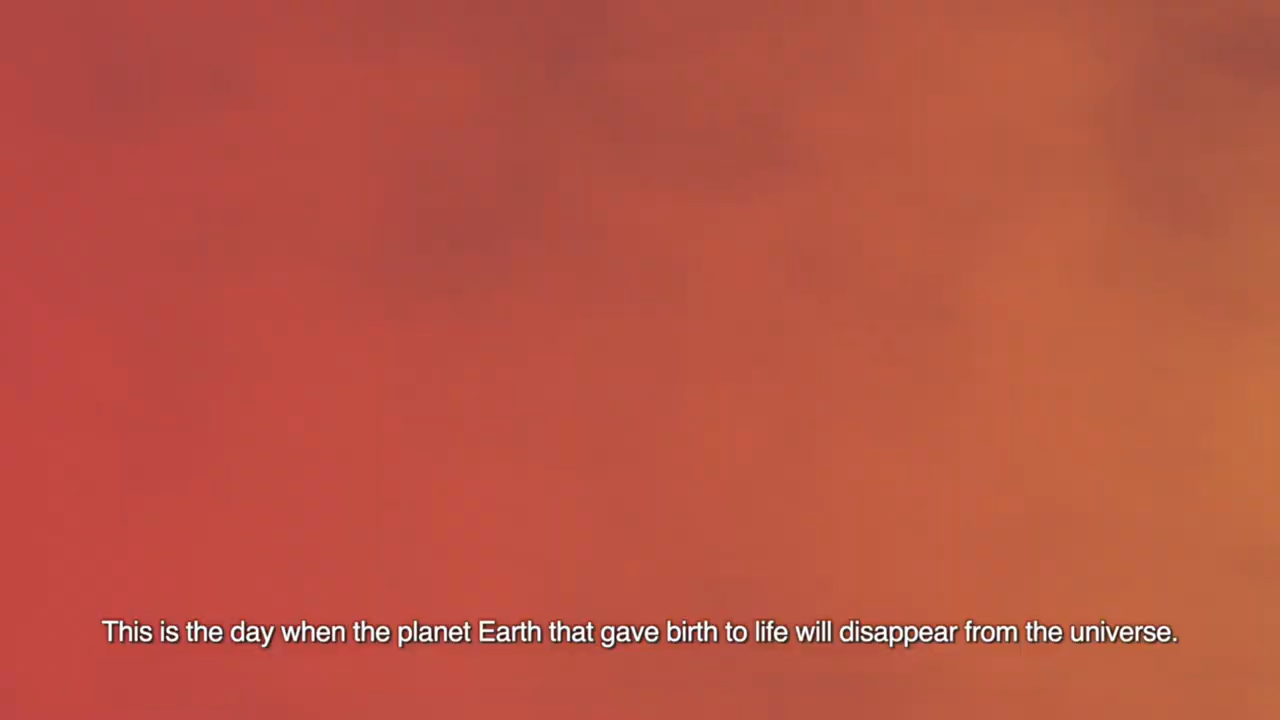 This is the day when the planet Earth that gave birth to life will disappear from the universe.